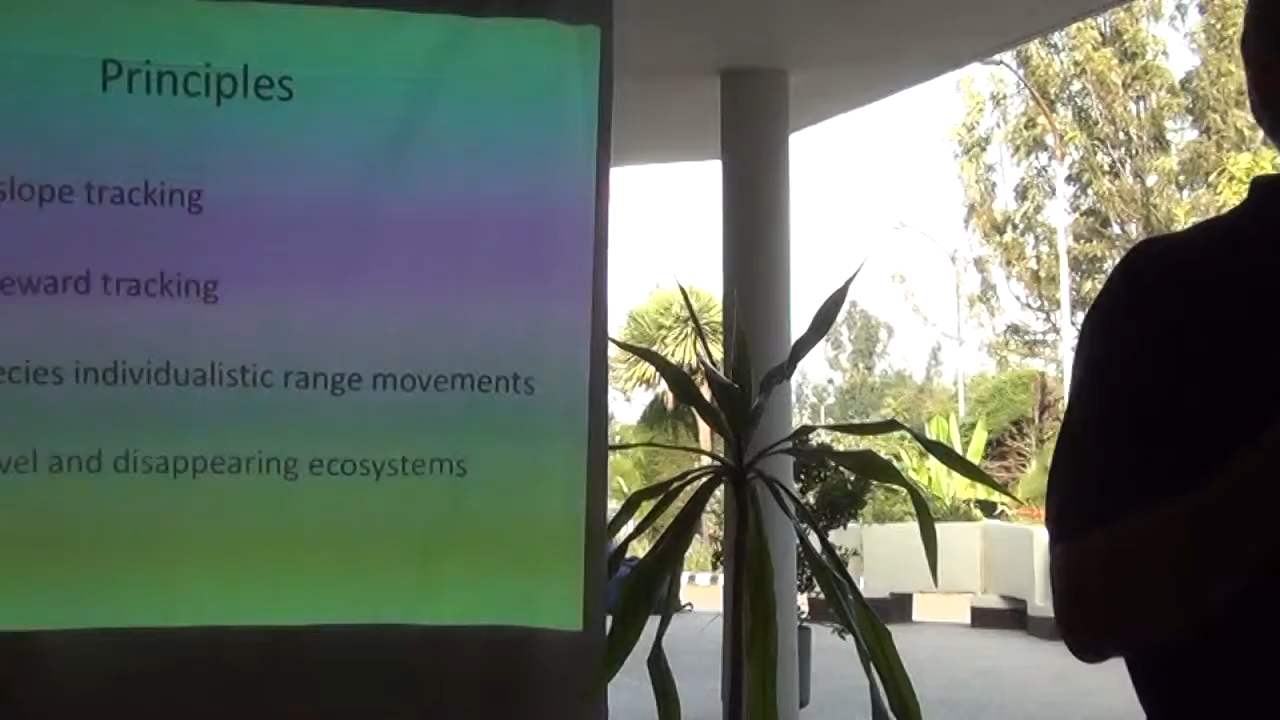 Principles
slope tracking
eward tracking
ecies individualistic range movements
vel and disappearing ecosystems